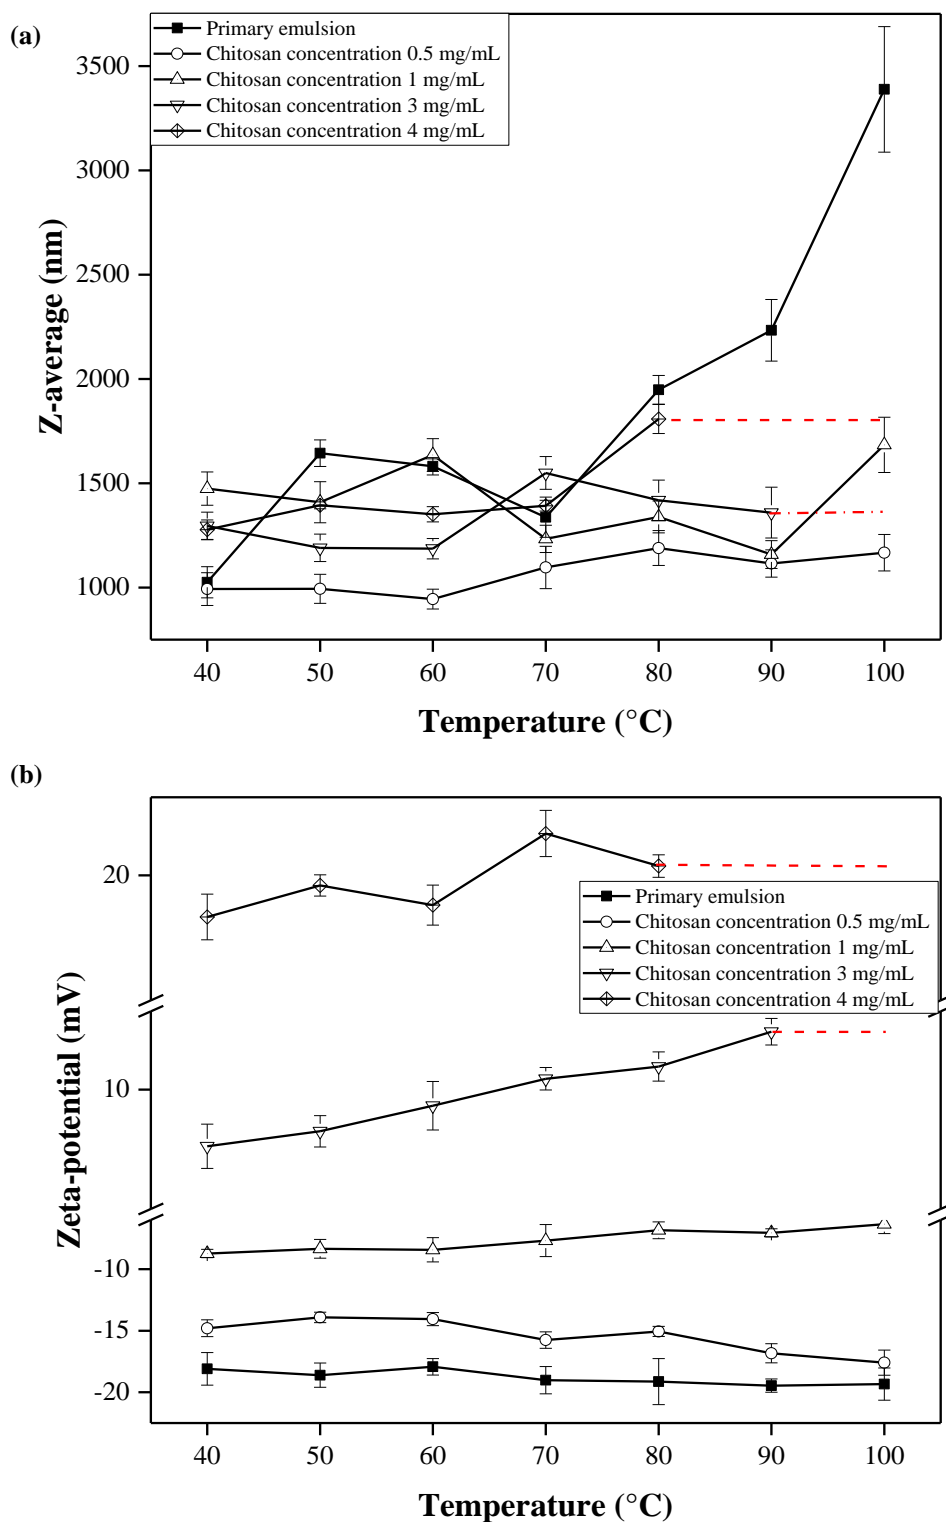 (a)
Primary emulsion
Chitosan concentration 0.5 mg/mL
Chitosan concentration 1 mg/mL
Chitosan concentration 3 mg/mL
Chitosan concentration 4 mg/mL
3500
3000
2500
2000
1500
1000
Z-average (nm)
40 50 60 70 80 90 100
Temperature (°C)
(b)
20
10
-10
-15
-20
Zeta-potential (mV)
Primary emulsion
Chitosan concentration 0.5 mg/mL
Chitosan concentration 1 mg/mL
Chitosan concentration 3 mg/mL
Chitosan concentration 4 mg/mL
40 50 60 70 80 90 100
Temperature (°C)